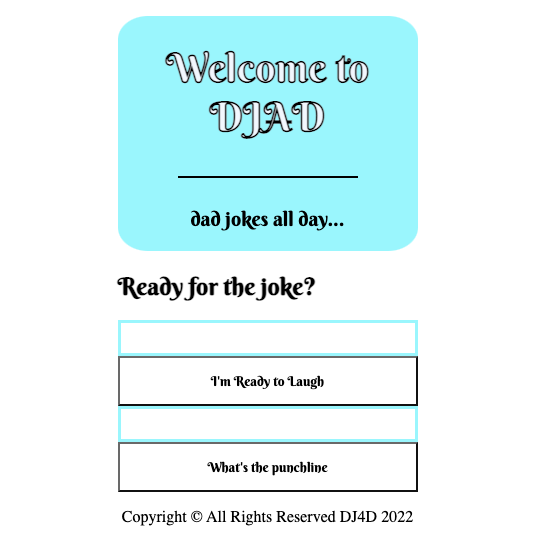 Welcome to
DJAD
dad jokes all day...
Ready for the joke?
I'm Ready to Laugh
What's the punchline
Copyright © All Rights Reserved DJ4D 2022